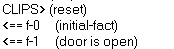 CLIPS> (reset)
<== f-0 (initial-fact)
<== f-1 (door is open)